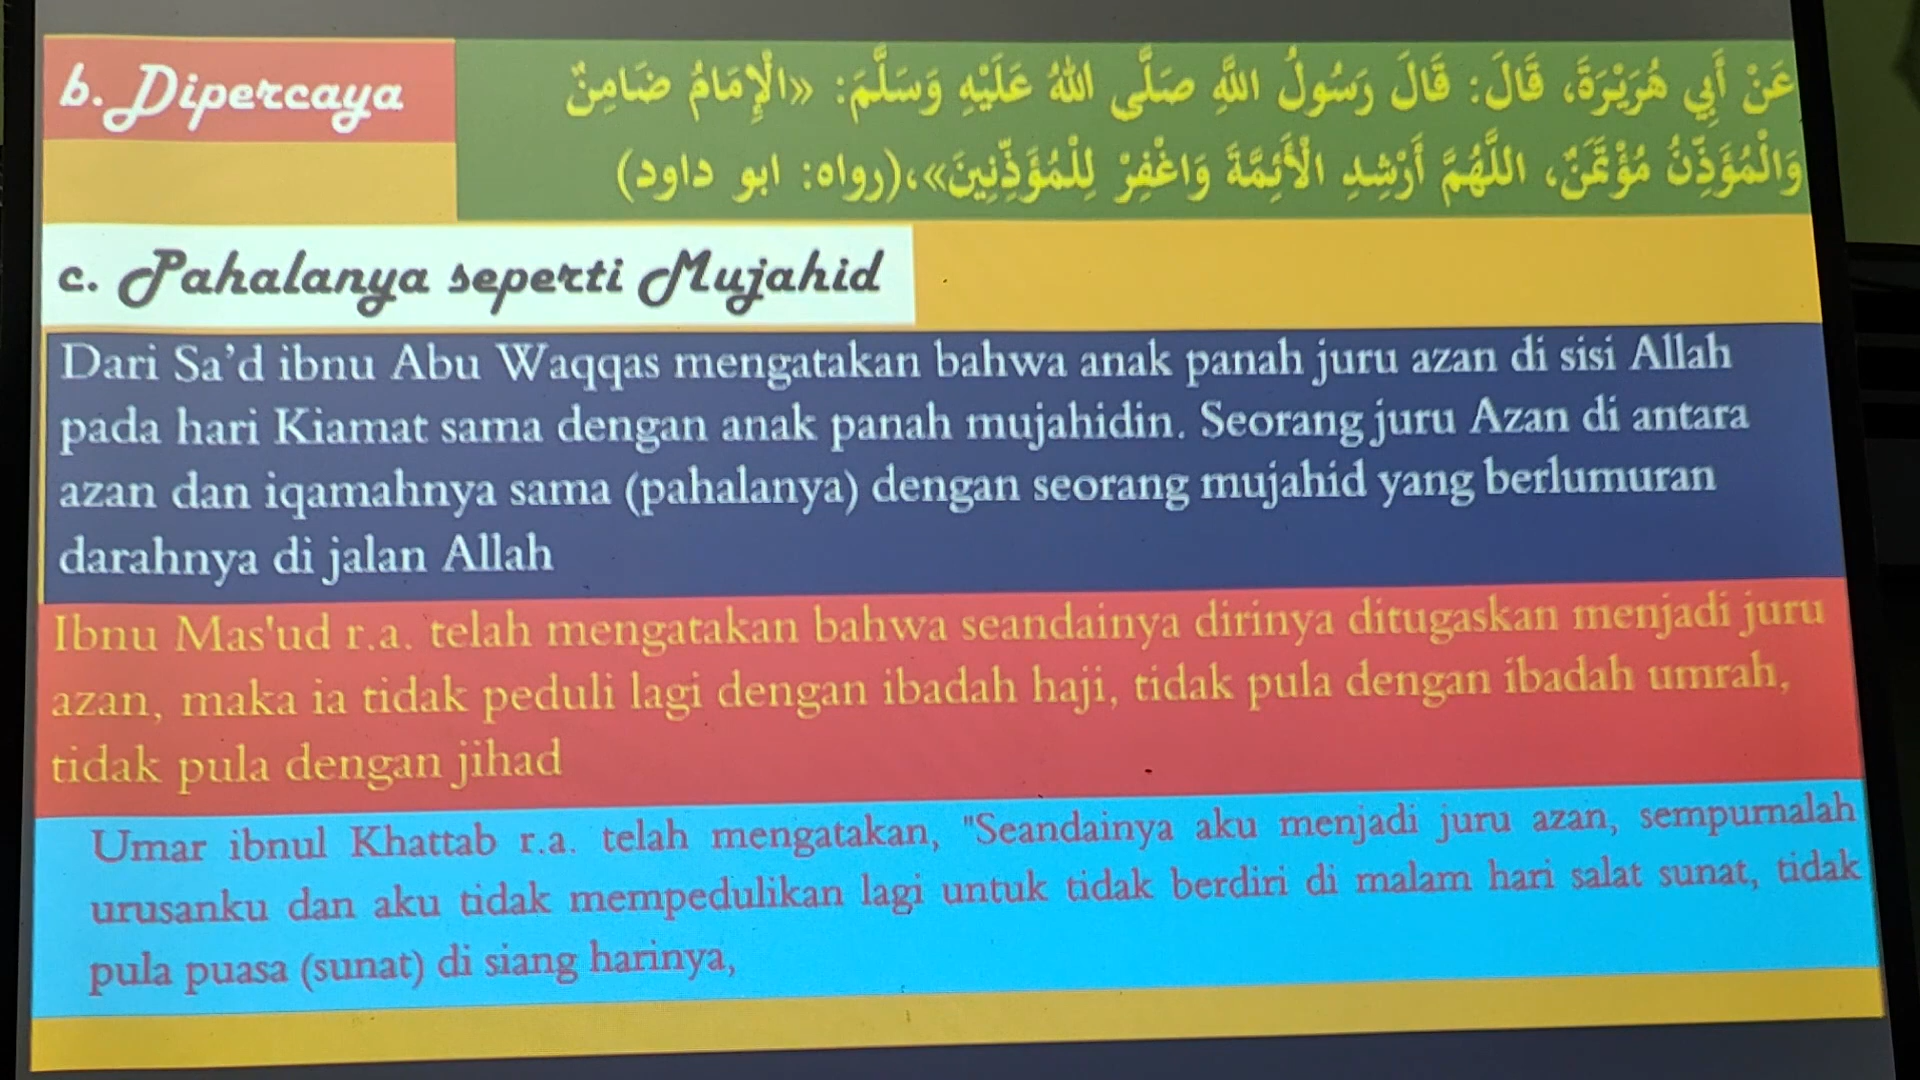 b. Dipercaya
عَنْ أَبِي هُرَيْرَةَ، قَالَ: قَالَ رَسُولُ اللَّهِ صَلَّى اللهُ عَلَيْهِ وَسَلَّمَ: «الْإِمَامُ ضَامِنٌ
وَالْمُؤَذِّنُ مُؤْتَمَنٌ، اللَّهُمَّ أَرْشِدِ الْأَئِمَّةَ وَاغْفِرْ لِلْمُؤَذِّنِينَ»،(رواه: ابو داود)
c. Pahalanya seperti Mujahid
Dari Sa’d ibnu Abu Waqqas mengatakan bahwa anak panah juru azan di sisi Allah
pada hari Kiamat sama dengan anak panah mujahidin. Seorang juru Azan di antara
azan dan iqamahnya sama (pahalanya) dengan seorang mujahid yang berlumuran
darahnya di jalan Allah
Ibnu Mas'ud r.a. telah mengatakan bahwa seandainya dirinya ditugaskan menjadi juru
azan, maka ia tidak peduli lagi dengan ibadah haji, tidak pula dengan ibadah umrah,
tidak pula dengan jihad
Umar ibnul Khattab r.a. telah mengatakan, "Seandainya aku menjadi juru azan, sempurnalah
urusanku dan aku tidak mempedulikan lagi untuk tidak berdiri di malam hari salat sunat, tidak
pula puasa (sunat) di siang harinya,